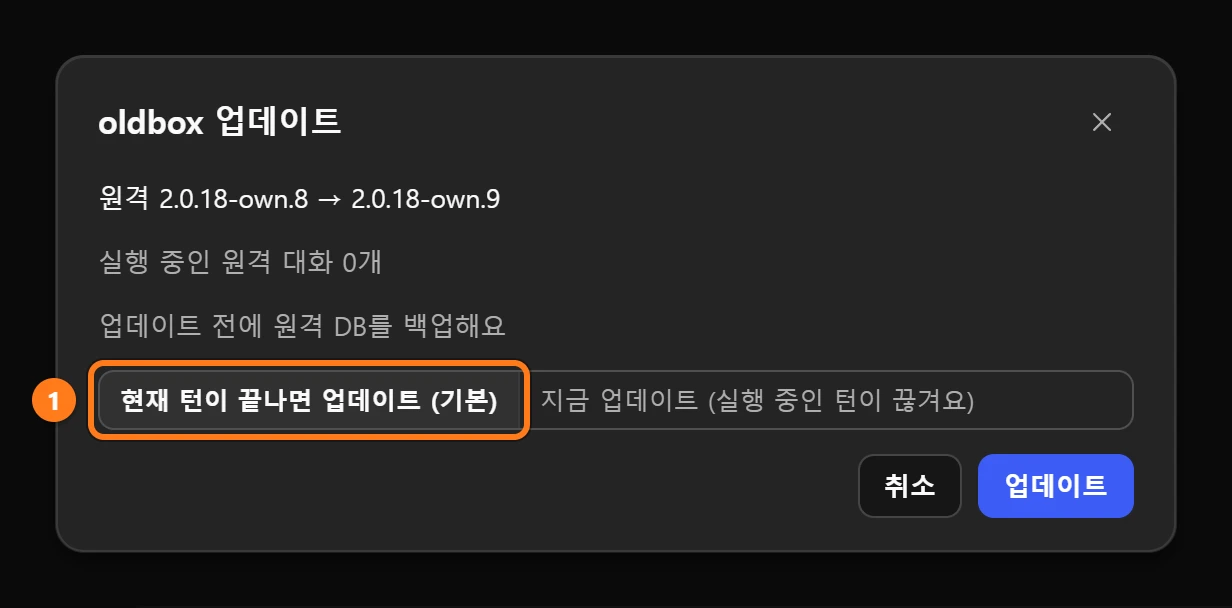 oldbox 업데이트
원격 2.0.18-own.8 → 2.0.18-own.9
실행 중인 원격 대화 0개
업데이트 전에 원격 DB를 백업해요
1 현재 턴이 끝나면 업데이트 (기본) 지금 업데이트 (실행 중인 턴이 끊겨요)
취소 업데이트